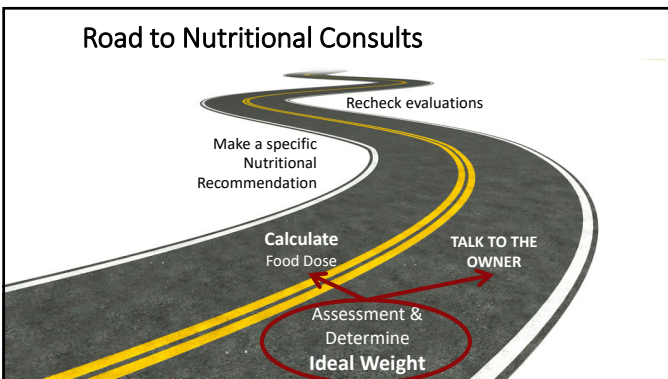 Road to Nutritional Consults
Recheck evaluations
Make a specific
Nutritional
Recommendation
Calculate
Food Dose
TALK TO THE
OWNER
Assessment &
Determine
Ideal Weight